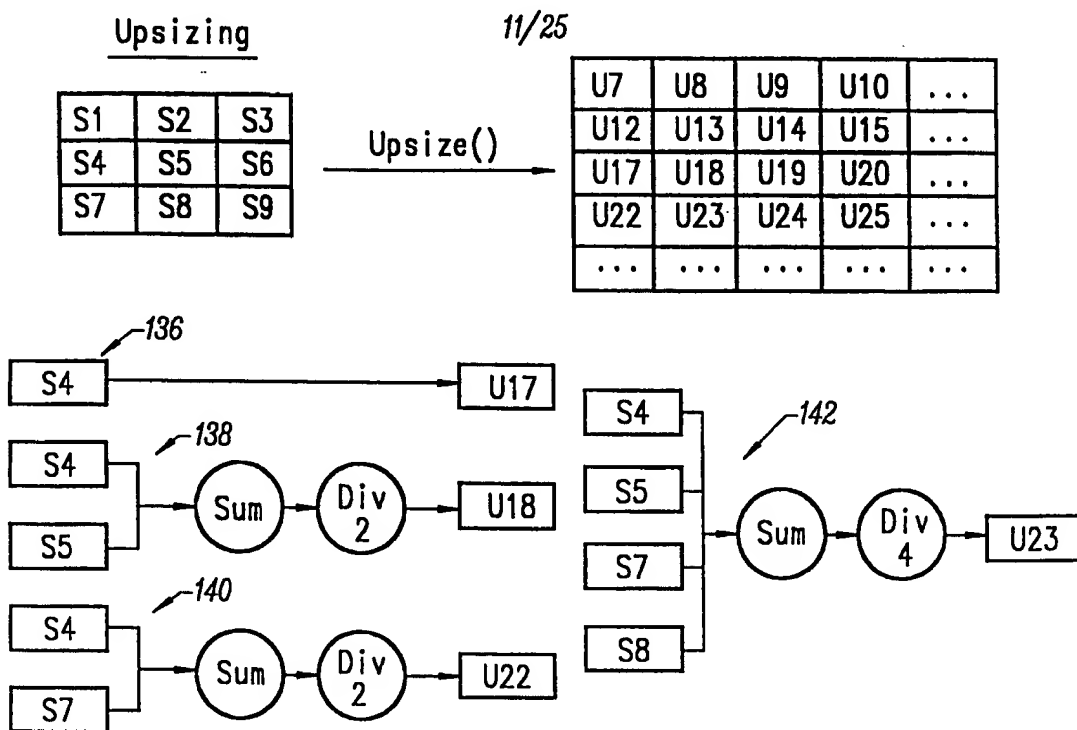 Upsizing
11/25
S1 S2 S3
S4 S5 S6
S7 S8 S9
Upsize()
U7 U8 U9 U10 ...
U12 U13 U14 U15 ...
U17 U18 U19 U20 ...
U22 U23 U24 U25 ...
... ... ... ... ...
136
S4
U17
138
S4
S5
Sum
Div
2
U18
140
S4
S7
Sum
Div
2
U22
142
S4
S5
S7
S8
Sum
Div
4
U23